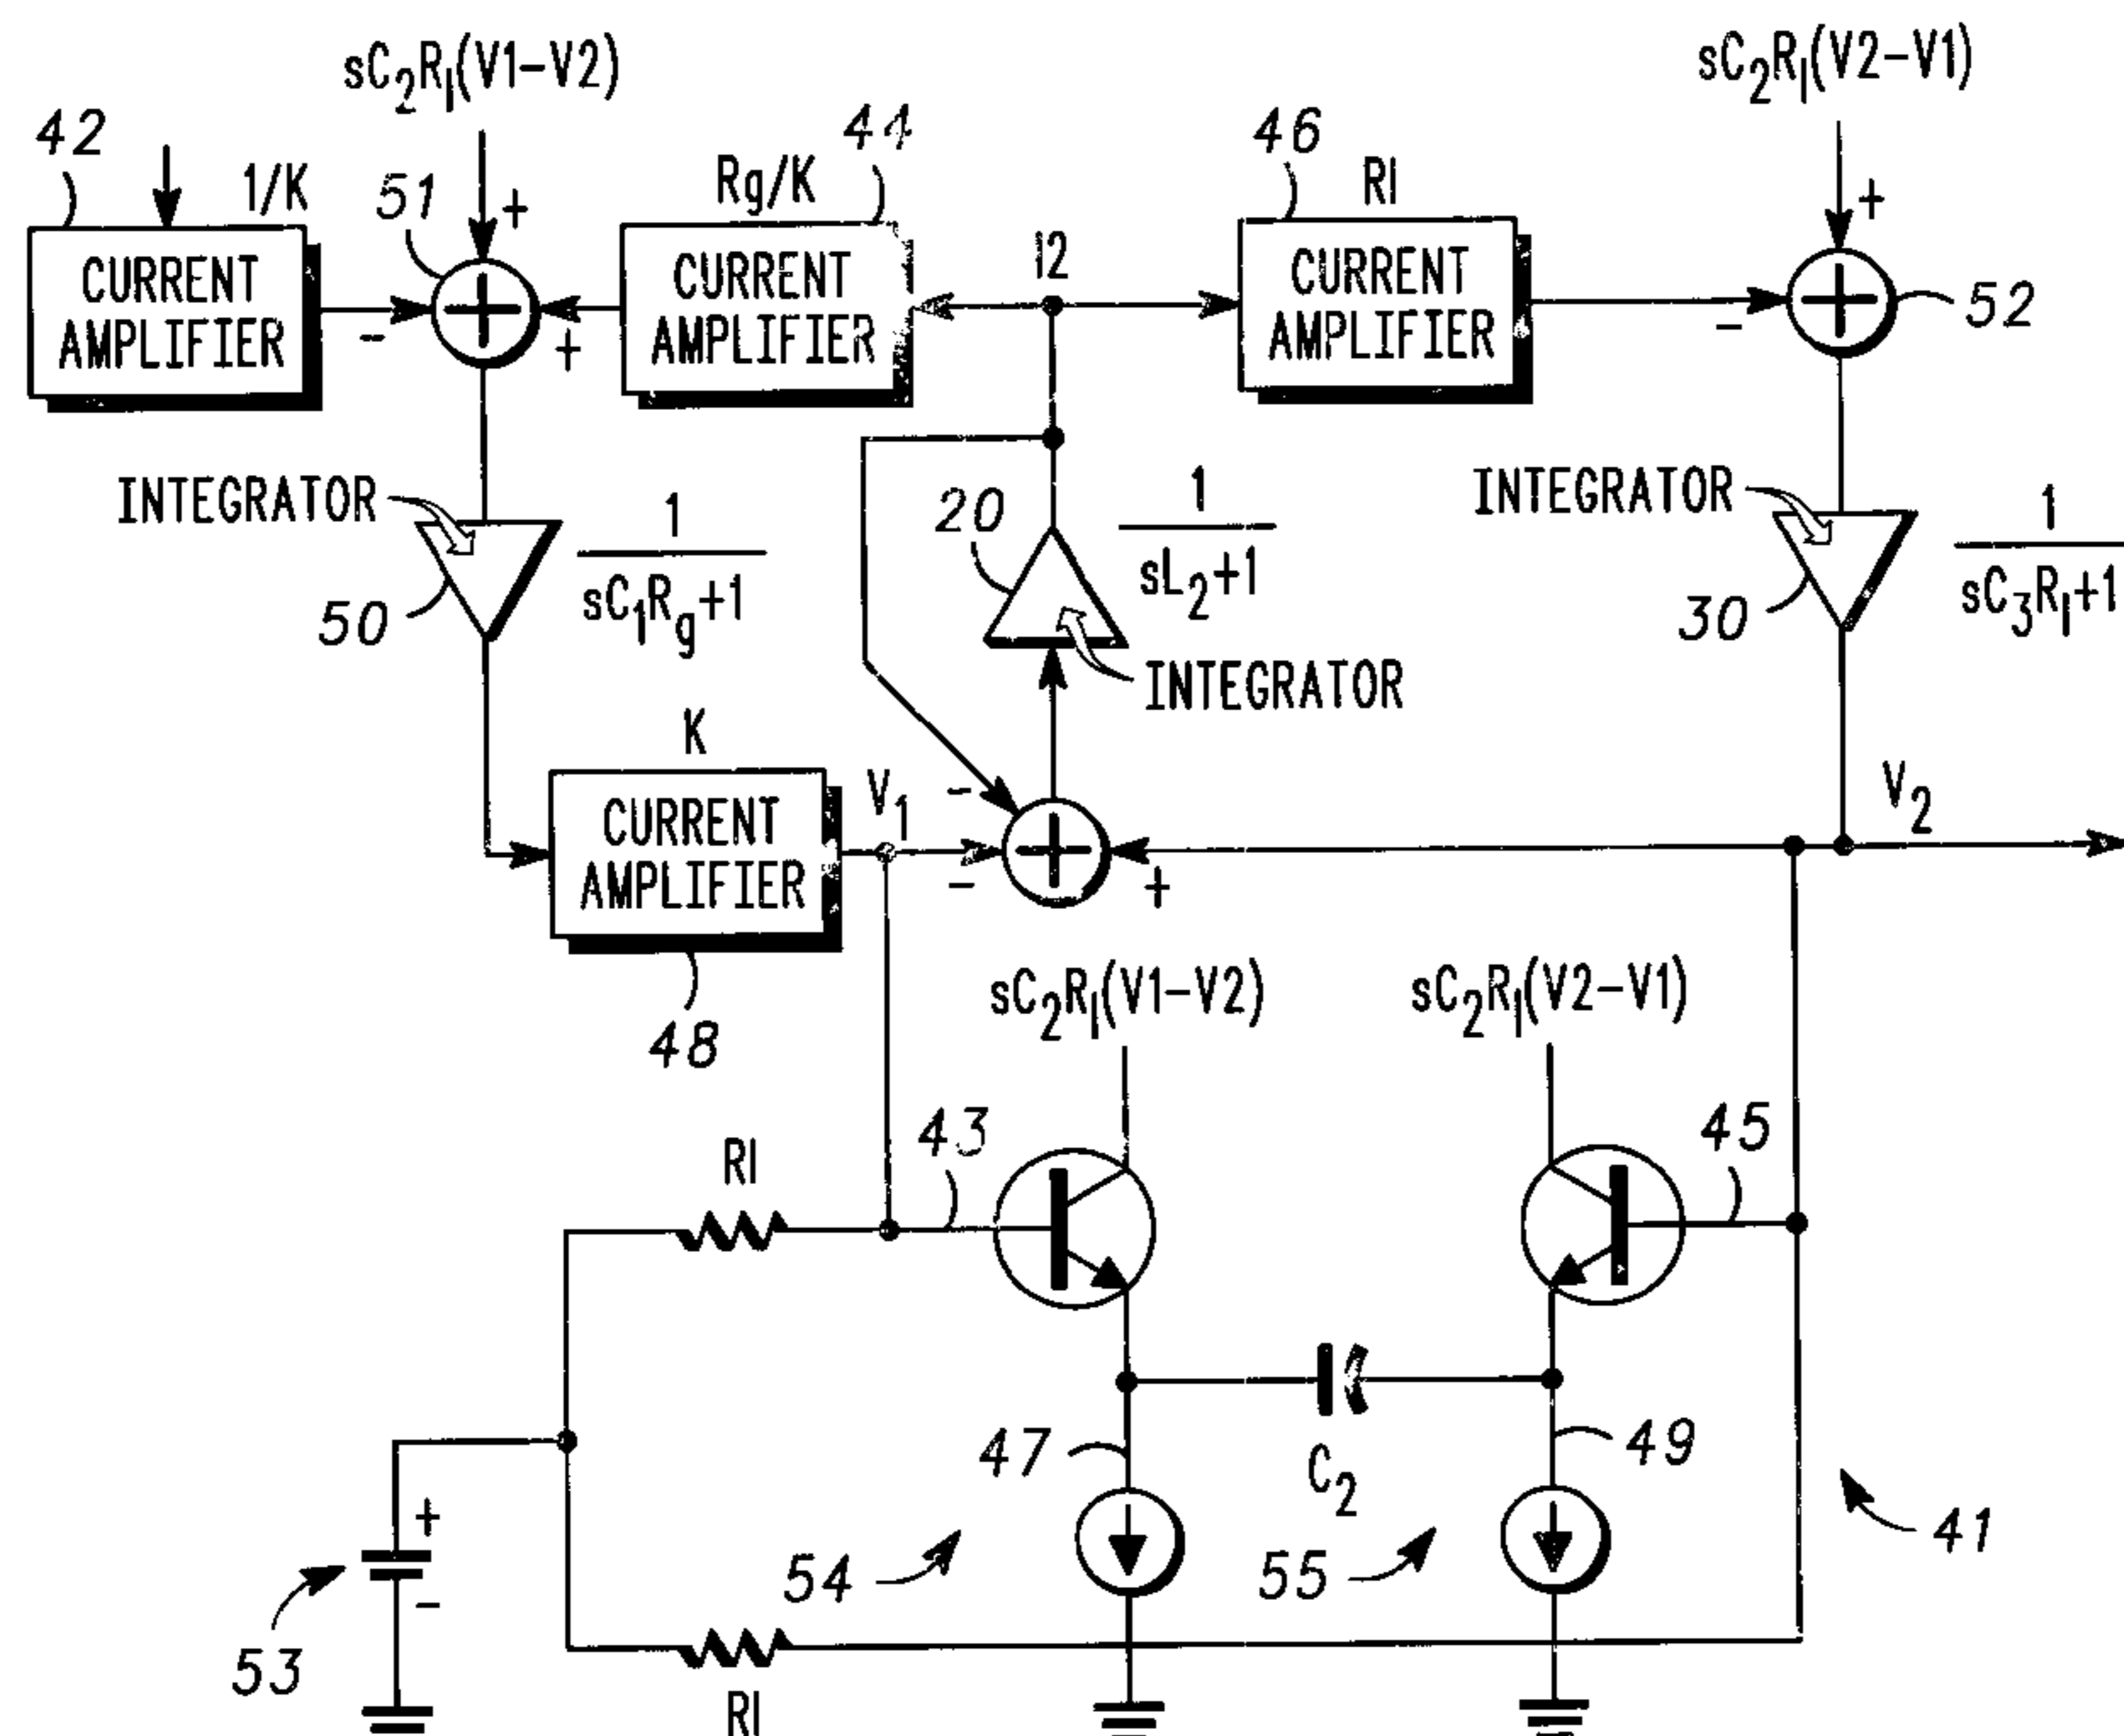 sC₂Rₗ(V1-V2)
sC₂Rₗ(V2-V1)
42
1/K
51
+
Rg/K
44
46
Rl
+
CURRENT
AMPLIFIER
-
+
CURRENT
AMPLIFIER
I2
CURRENT
AMPLIFIER
-
52
INTEGRATOR
50
1
sC₁Rg+1
20
1
sL₂+1
INTEGRATOR
INTEGRATOR
30
1
sC₃Rₗ+1
K
CURRENT
AMPLIFIER
48
V₁
-
-
+
V₂
sC₂Rₗ(V1-V2)
sC₂Rₗ(V2-V1)
Rl
43
45
47
C₂
49
41
53
+
-
54
55
Rl